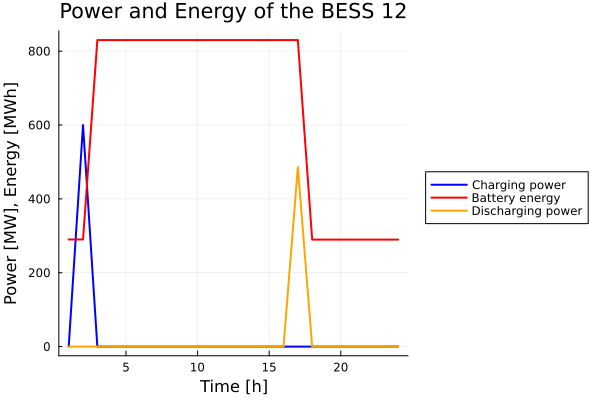 Power and Energy of the BESS 12
Power [MW], Energy [MWh]
800
600
400
200
0
5 10 15 20
Time [h]
Charging power
Battery energy
Discharging power